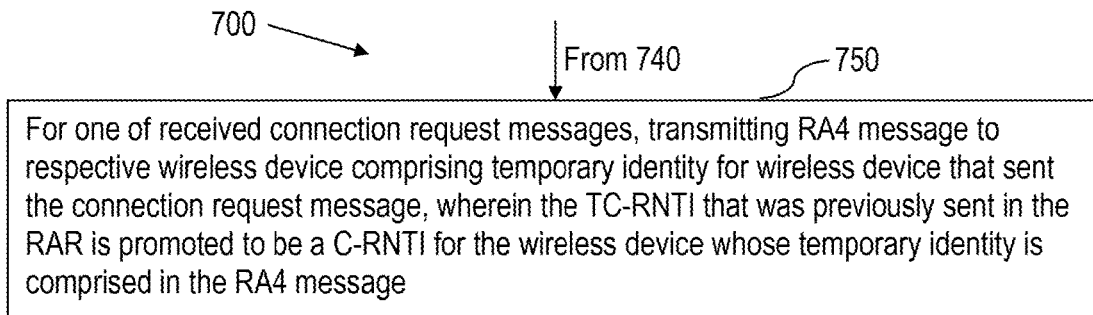 700
From 740
750
For one of received connection request messages, transmitting RA4 message to
respective wireless device comprising temporary identity for wireless device that sent
the connection request message, wherein the TC-RNTI that was previously sent in the
RAR is promoted to be a C-RNTI for the wireless device whose temporary identity is
comprised in the RA4 message